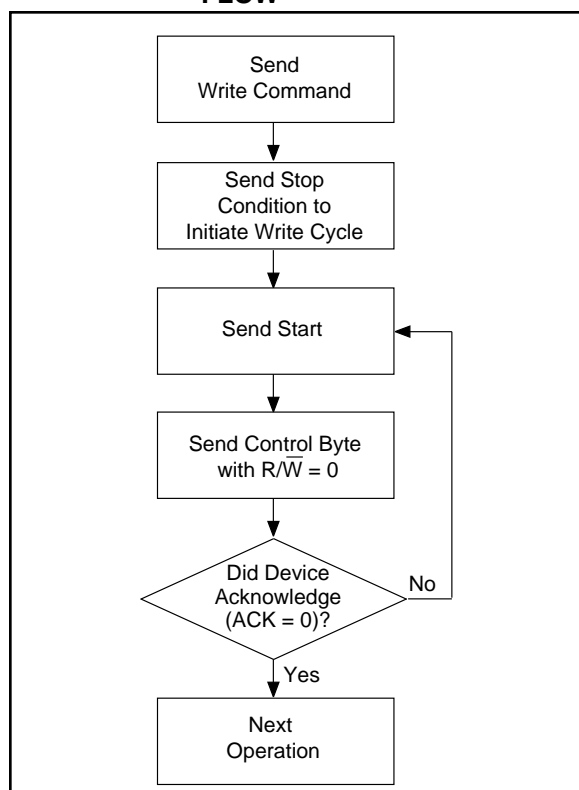 Send
Write Command
Send Stop
Condition to
Initiate Write Cycle
Send Start
Send Control Byte
with R/W̅ = 0
Did Device
Acknowledge
(ACK = 0)?
No
Yes
Next
Operation